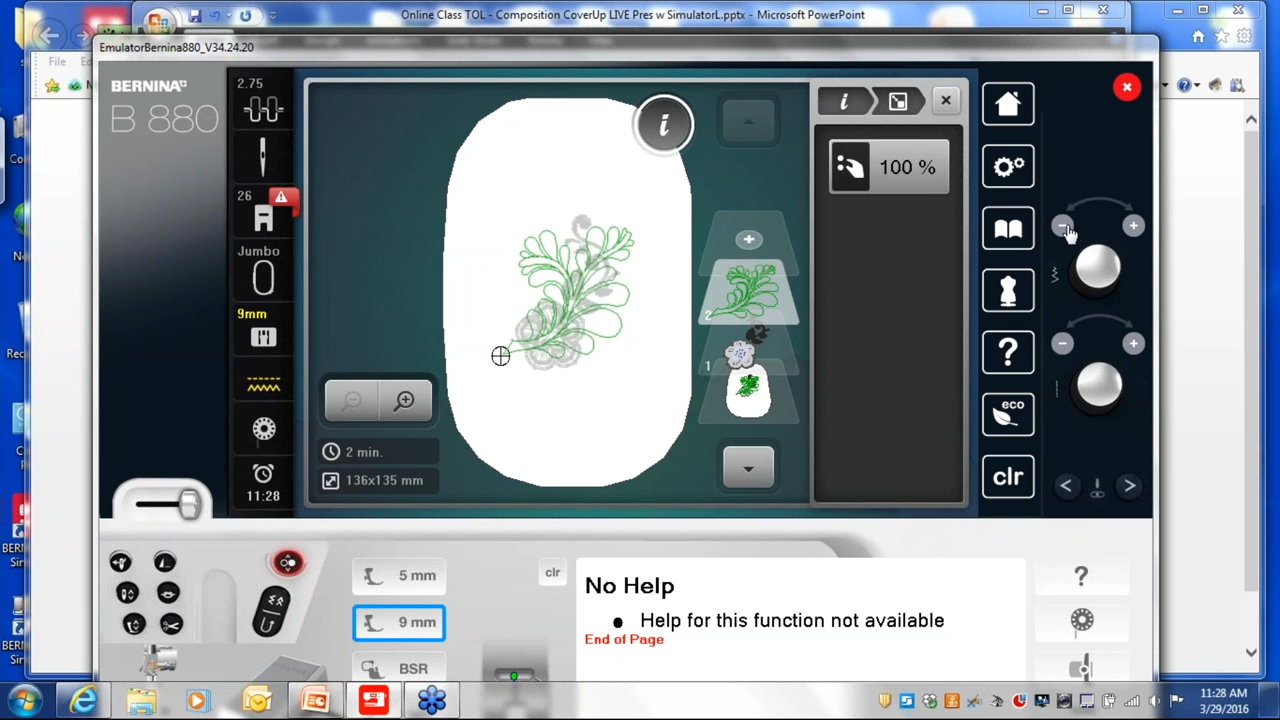 Online Class TOL - Composition CoverUp LIVE Pres w SimulatorL.pptx - Microsoft PowerPoint
EmulatorBernina880_V34.24.20
File
BERNINA
B 880
2.75
26
Jumbo
9mm
11:28
i
i
100 %
2
1
2 min.
136x135 mm
?
eco
clr
5 mm
9 mm
BSR
clr
No Help
Help for this function not available
End of Page
?
11:28 AM
3/29/2016